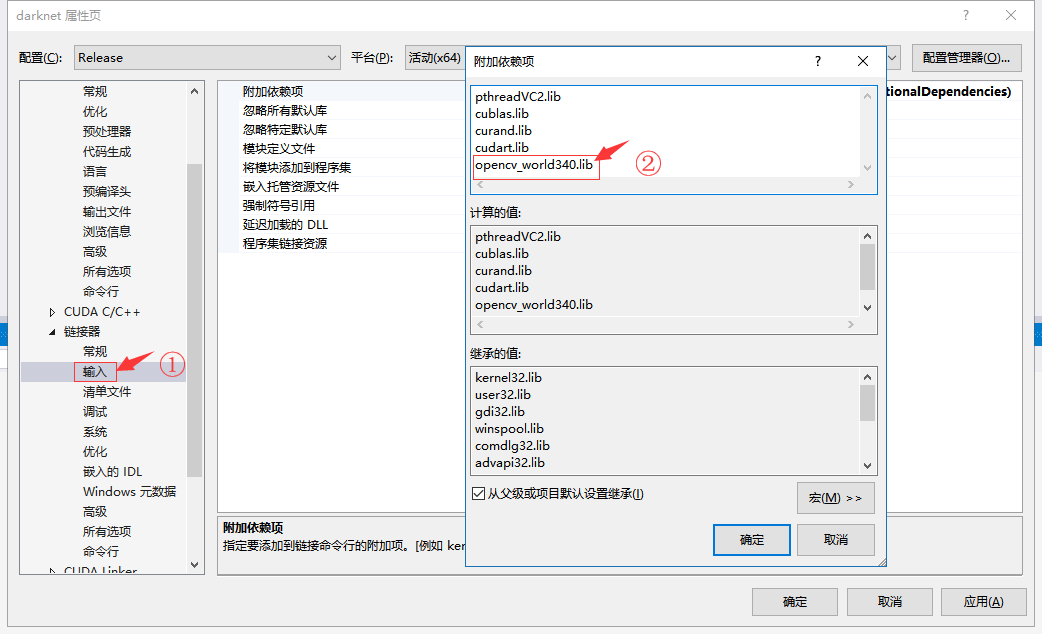 darknet 属性页
配置(C):
Release
平台(P):
活动(x64)
配置管理器(O)...
常规
优化
预处理器
代码生成
语言
预编译头
输出文件
浏览信息
高级
所有选项
命令行
CUDA C/C++
链接器
常规
输入
①
清单文件
调试
系统
优化
嵌入的 IDL
Windows 元数据
高级
所有选项
命令行
CUDA Linker
附加依赖项
忽略所有默认库
忽略特定默认库
模块定义文件
将模块添加到程序集
嵌入托管资源文件
强制符号引用
延迟加载的 DLL
程序集链接资源
tionalDependencies)
附加依赖项
指定要添加到链接命令行的附加项。[例如 ker
附加依赖项
?
pthreadVC2.lib
cublas.lib
curand.lib
cudart.lib
opencv_world340.lib
②
计算的值:
pthreadVC2.lib
cublas.lib
curand.lib
cudart.lib
opencv_world340.lib
继承的值:
kernel32.lib
user32.lib
gdi32.lib
winspool.lib
comdlg32.lib
advapi32.lib
从父级或项目默认设置继承(I)
宏(M) >>
确定
取消
确定
取消
应用(A)